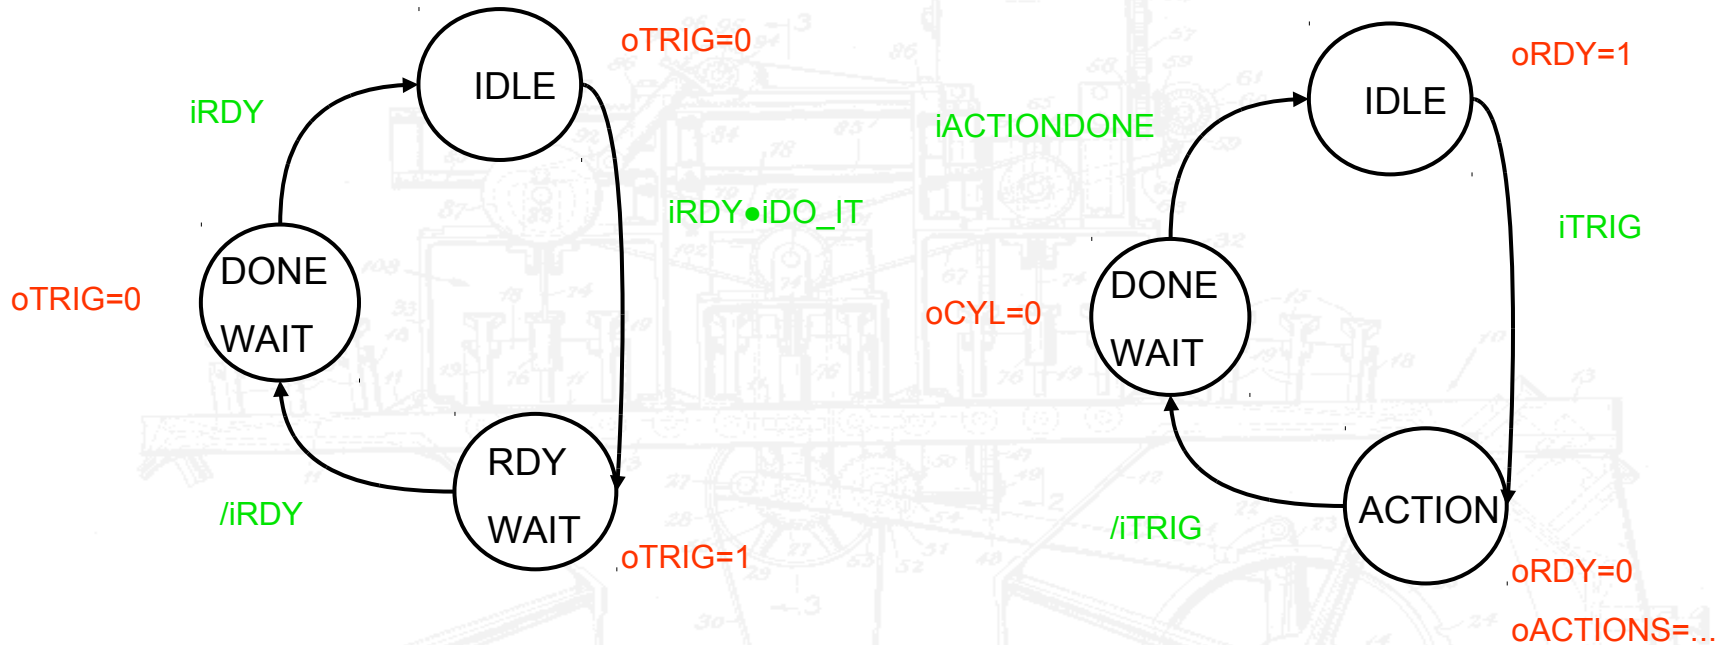 oTRIG=0
IDLE
iRDY
iRDY●iDO_IT
DONE
WAIT
oTRIG=0
RDY
WAIT
/iRDY
oTRIG=1
oRDY=1
IDLE
iACTIONDONE
iTRIG
DONE
WAIT
oCYL=0
ACTION
/iTRIG
oRDY=0
oACTIONS=...